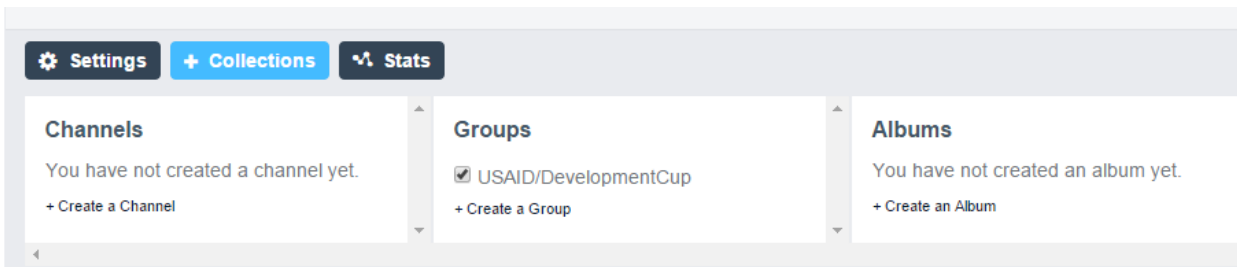 Settings
+ Collections
Stats
Channels
You have not created a channel yet.
+ Create a Channel
Groups
USAID/DevelopmentCup
+ Create a Group
Albums
You have not created an album yet.
+ Create an Album